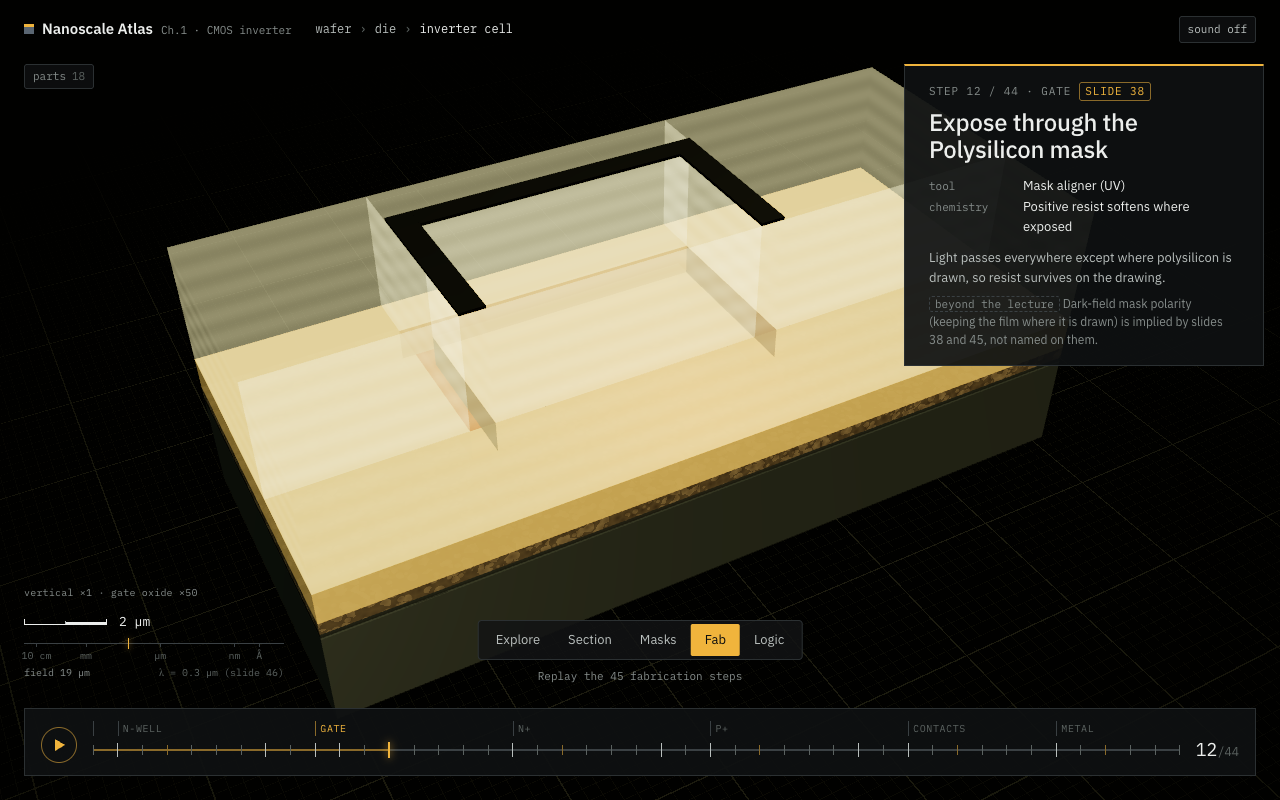 Nanoscale Atlas Ch.1 · CMOS inverter wafer › die › inverter cell
sound off
parts 18
STEP 12 / 44 · GATE SLIDE 38
Expose through the
Polysilicon mask
tool Mask aligner (UV)
chemistry Positive resist softens where
exposed
Light passes everywhere except where polysilicon is
drawn, so resist survives on the drawing.
beyond the lecture Dark-field mask polarity
(keeping the film where it is drawn) is implied by slides
38 and 45, not named on them.
vertical ×1 · gate oxide ×50
2 µm
10 cm mm µm nm Å
field 19 µm λ = 0.3 µm (slide 46)
Explore Section Masks Fab Logic
Replay the 45 fabrication steps
N-WELL GATE N+ P+ CONTACTS METAL
12/44